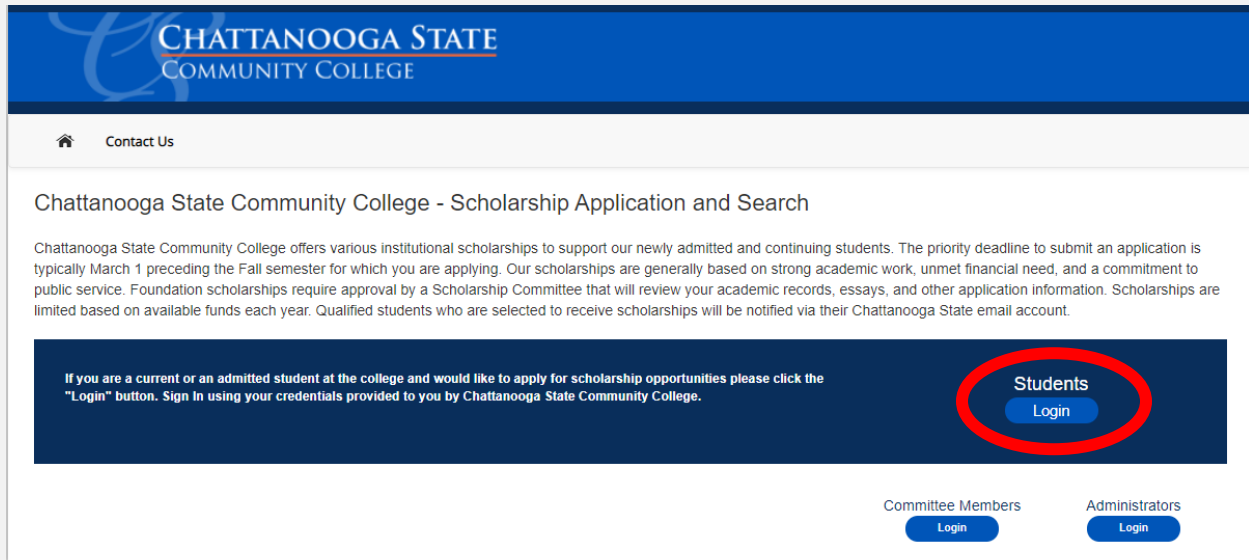 CHATTANOOGA STATE
COMMUNITY COLLEGE
Contact Us
Chattanooga State Community College - Scholarship Application and Search
Chattanooga State Community College offers various institutional scholarships to support our newly admitted and continuing students. The priority deadline to submit an application is
typically March 1 preceding the Fall semester for which you are applying. Our scholarships are generally based on strong academic work, unmet financial need, and a commitment to
public service. Foundation scholarships require approval by a Scholarship Committee that will review your academic records, essays, and other application information. Scholarships are
limited based on available funds each year. Qualified students who are selected to receive scholarships will be notified via their Chattanooga State email account.
If you are a current or an admitted student at the college and would like to apply for scholarship opportunities please click the
"Login" button. Sign In using your credentials provided to you by Chattanooga State Community College.
Students
Login
Committee Members Administrators
Login Login